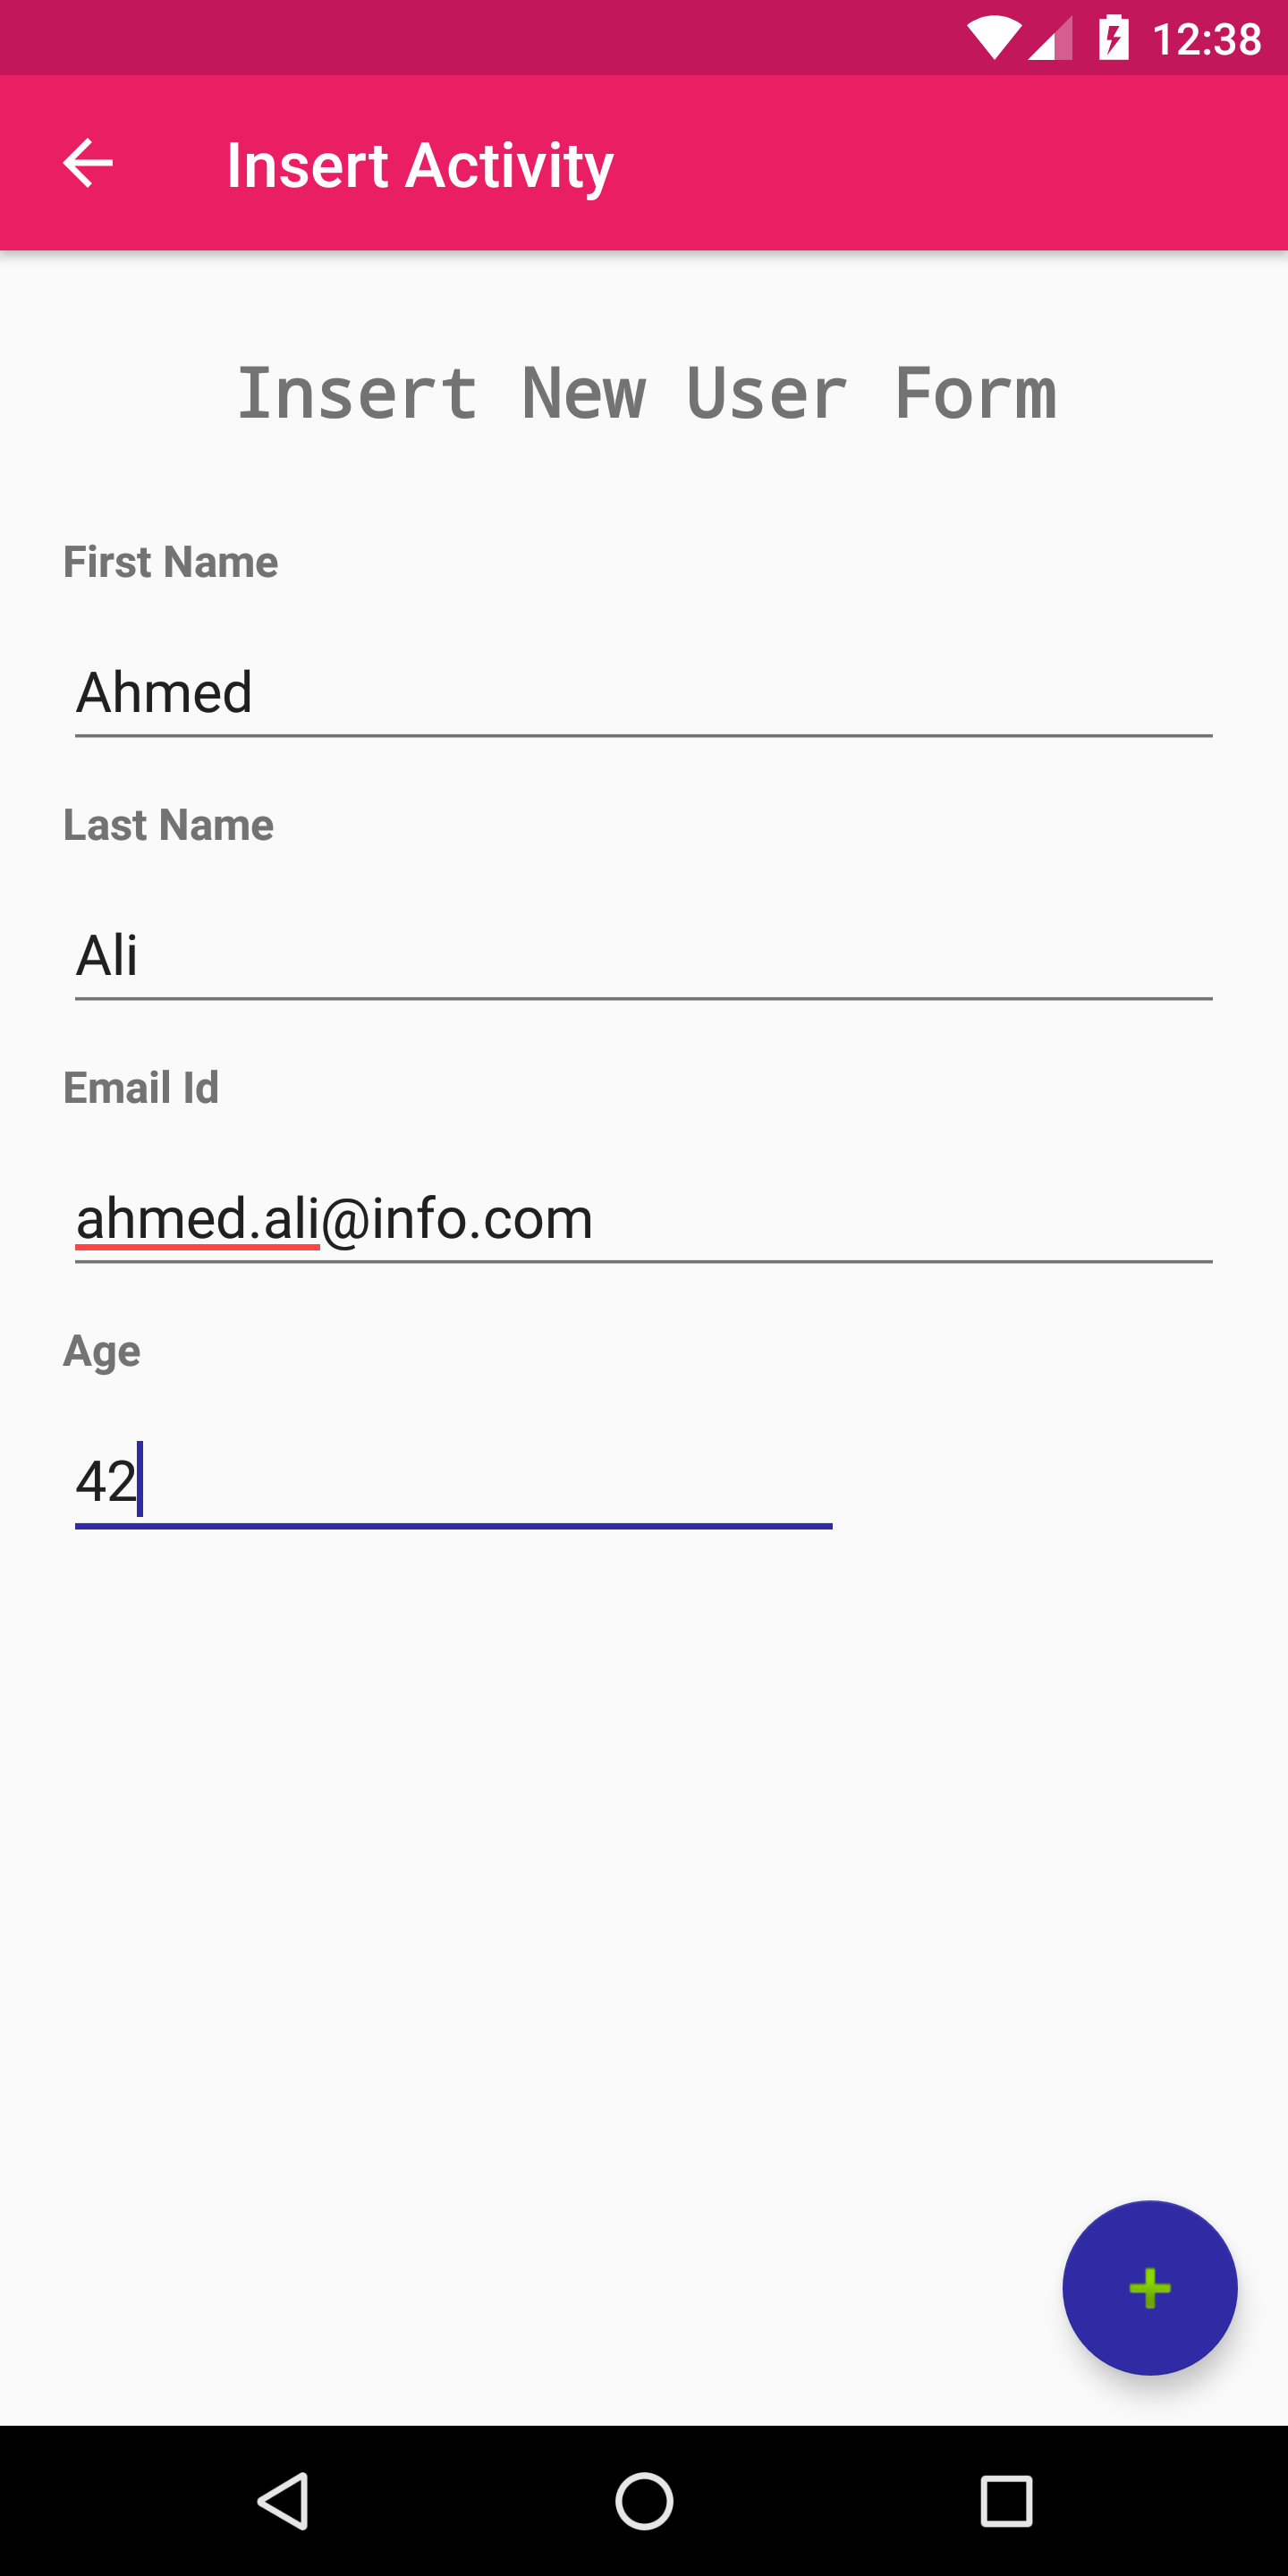 12:38
Insert Activity
Insert New User Form
First Name
Ahmed
Last Name
Ali
Email Id
ahmed.ali@info.com
Age
42